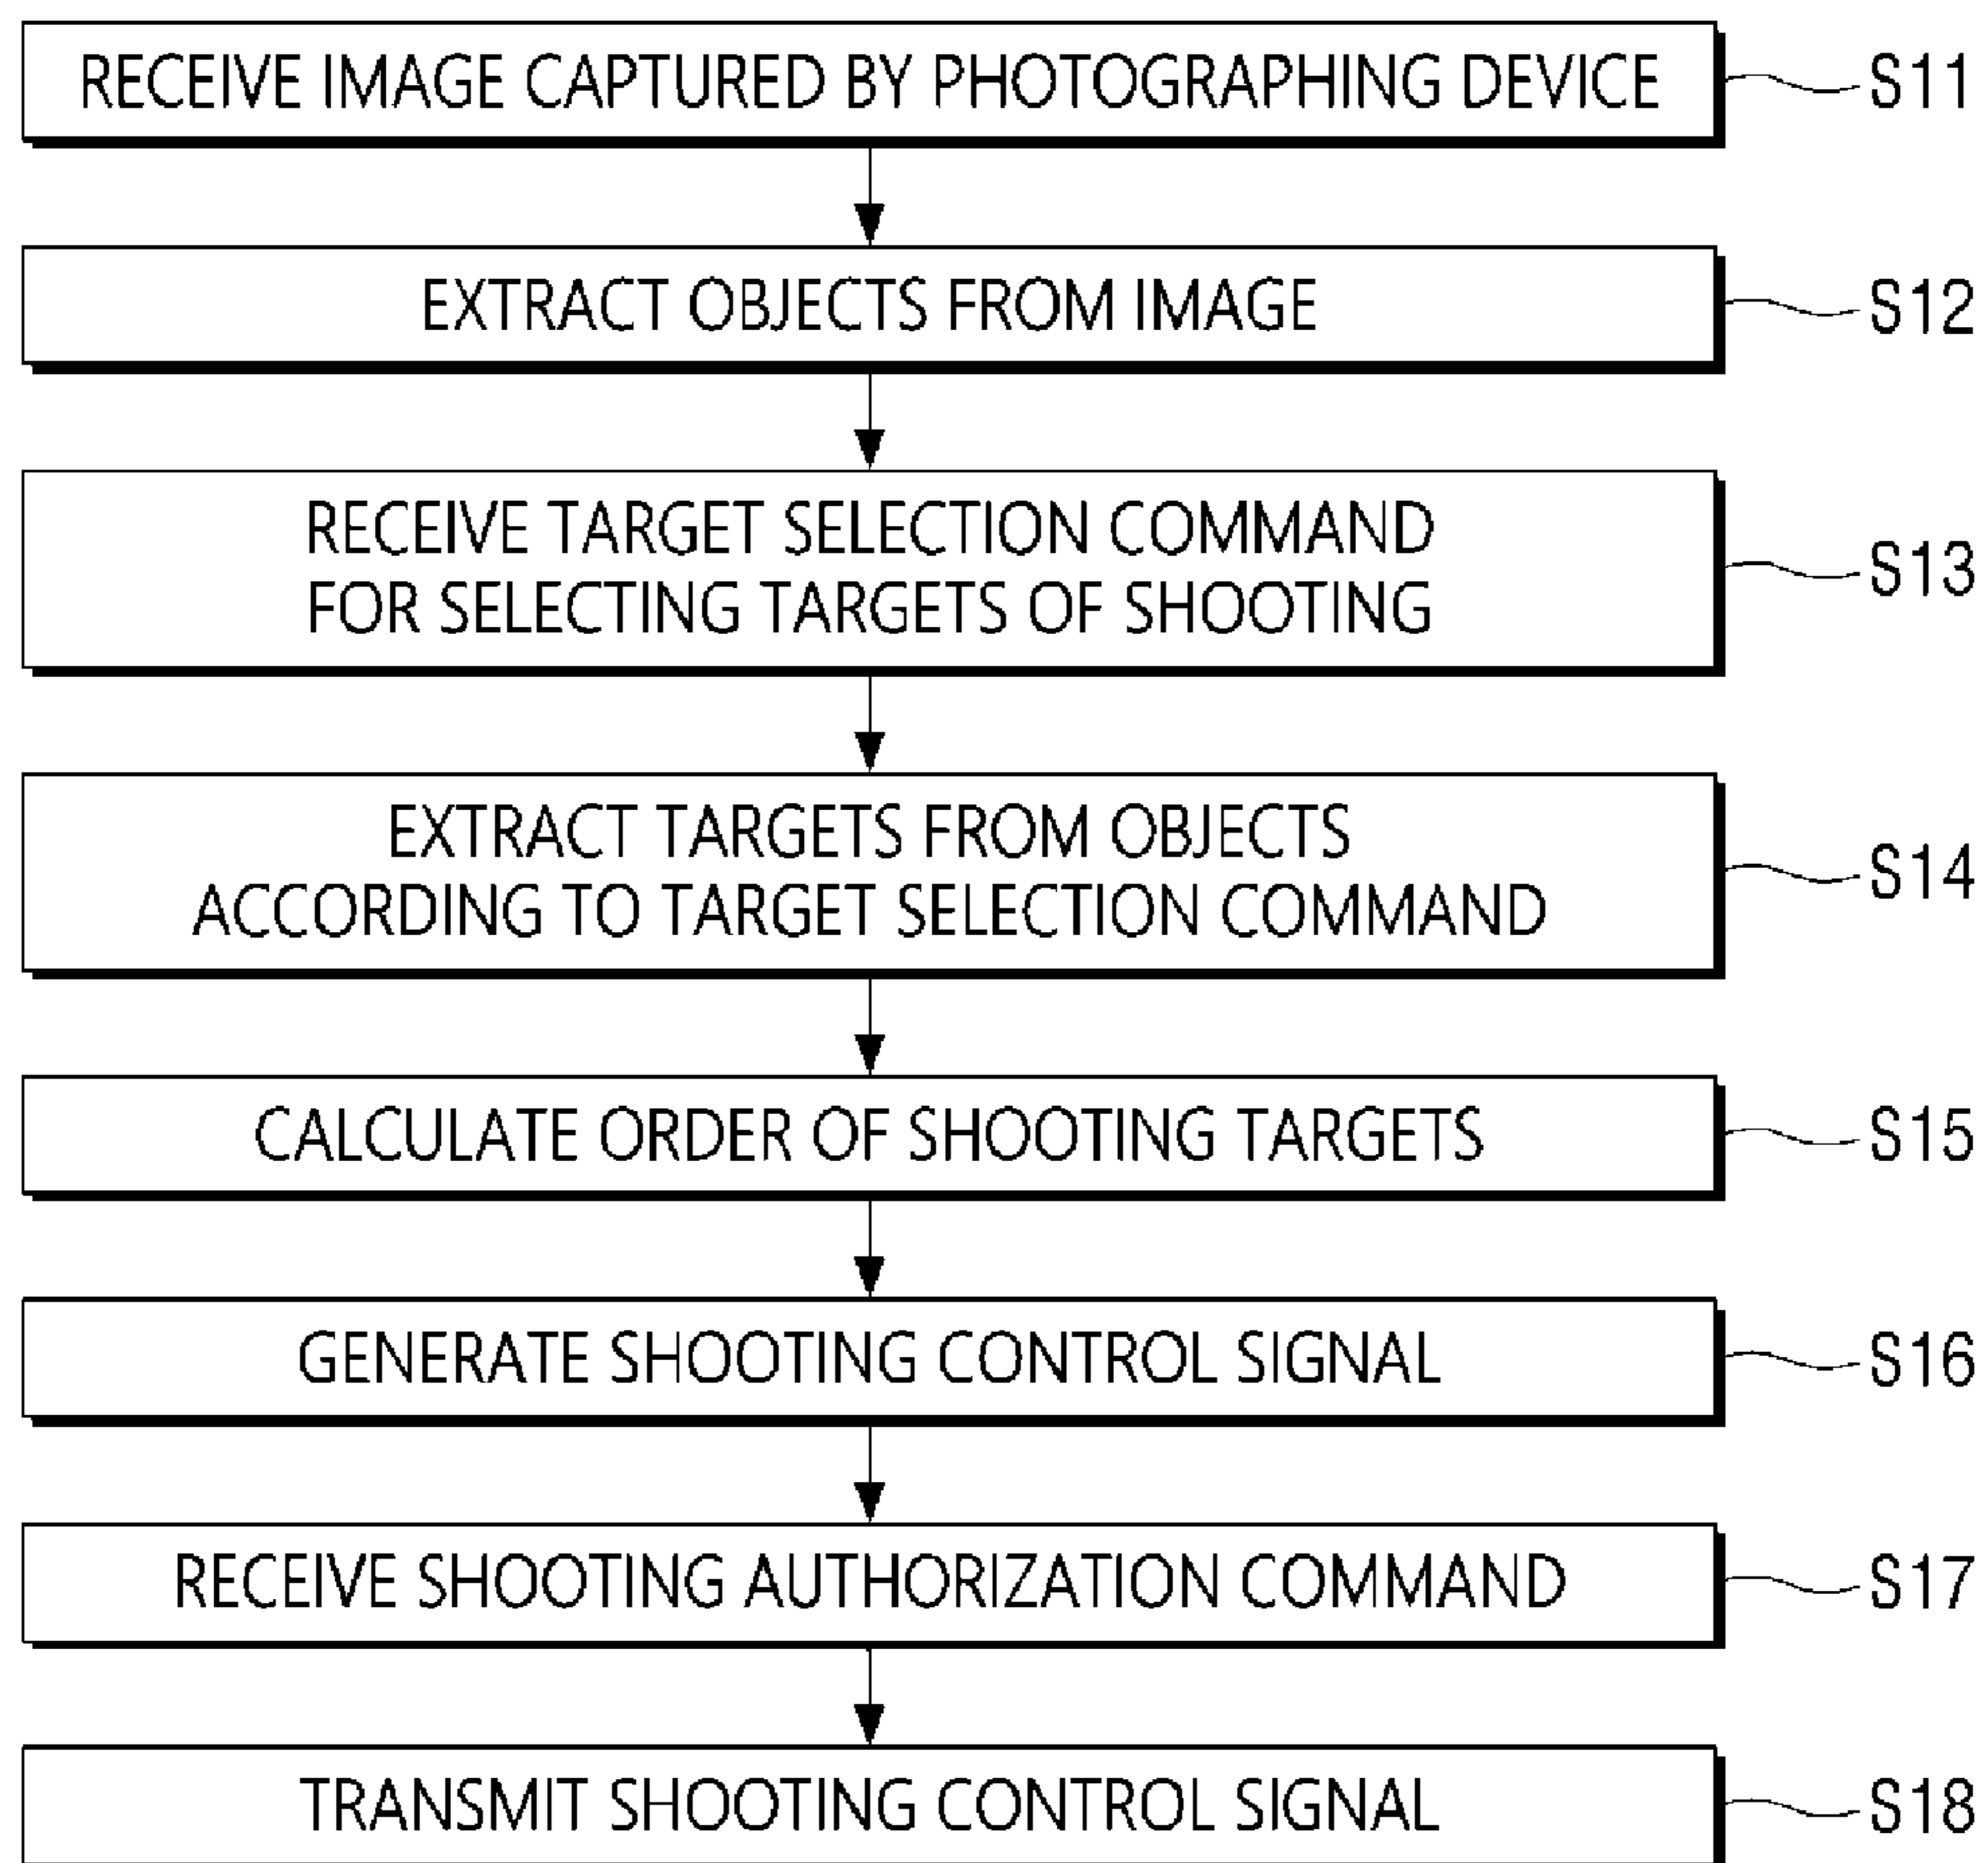 RECEIVE IMAGE CAPTURED BY PHOTOGRAPHING DEVICE
S11
EXTRACT OBJECTS FROM IMAGE
S12
RECEIVE TARGET SELECTION COMMAND
FOR SELECTING TARGETS OF SHOOTING
S13
EXTRACT TARGETS FROM OBJECTS
ACCORDING TO TARGET SELECTION COMMAND
S14
CALCULATE ORDER OF SHOOTING TARGETS
S15
GENERATE SHOOTING CONTROL SIGNAL
S16
RECEIVE SHOOTING AUTHORIZATION COMMAND
S17
TRANSMIT SHOOTING CONTROL SIGNAL
S18